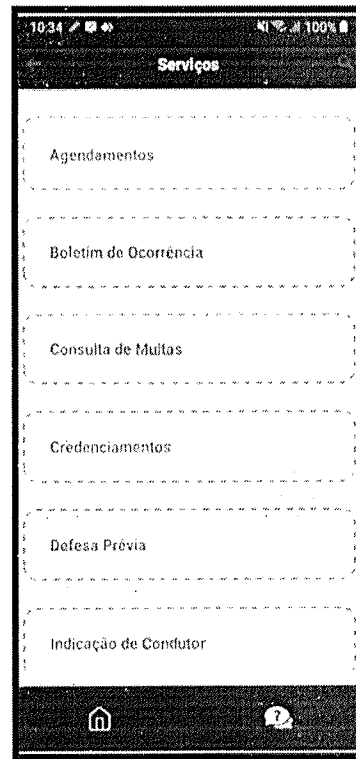 10:34 100%
Serviços
Agendamentos
Boletim de Ocorrência
Consulta de Multas
Credenciamentos
Defesa Prévia
Indicação de Condutor
?